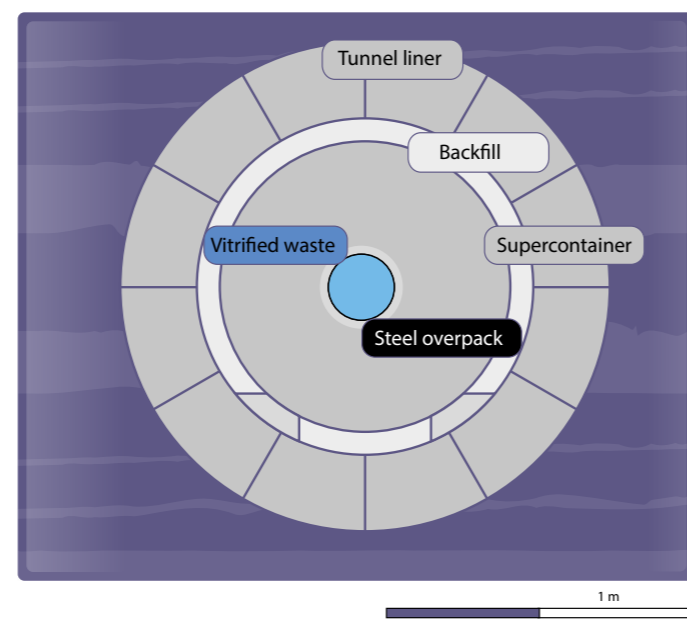 Tunnel liner
Backfill
Vitrified waste
Supercontainer
Steel overpack
1 m